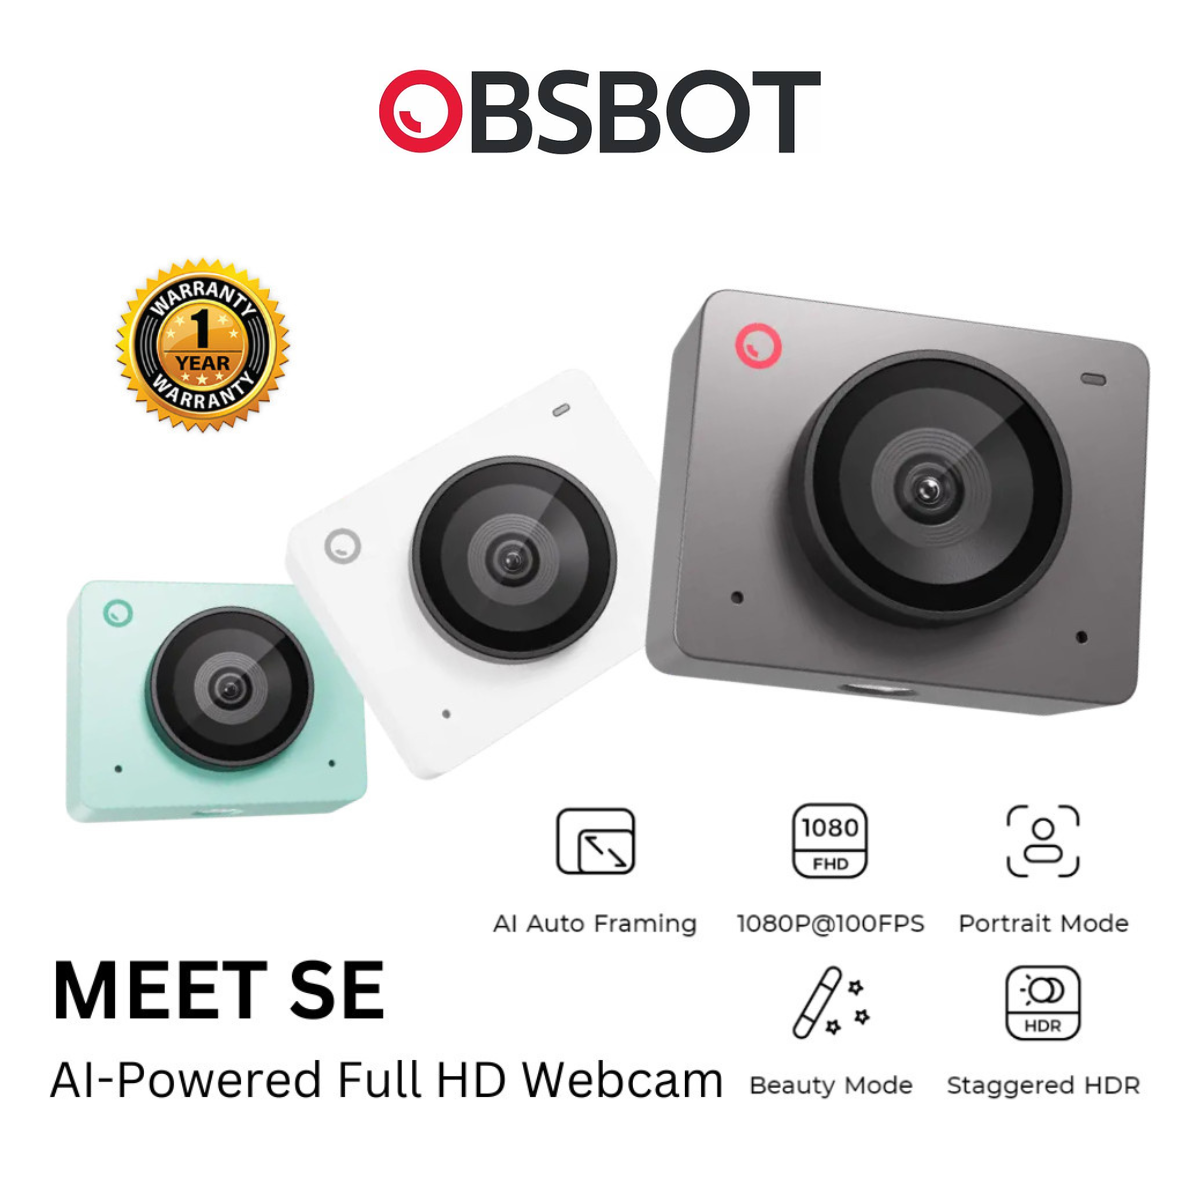 OBSBOT
WARRANTY
1
YEAR
WARRANTY
1080
FHD
AI Auto Framing
1080P@100FPS
Portrait Mode
MEET SE
AI-Powered Full HD Webcam
HDR
Beauty Mode
Staggered HDR